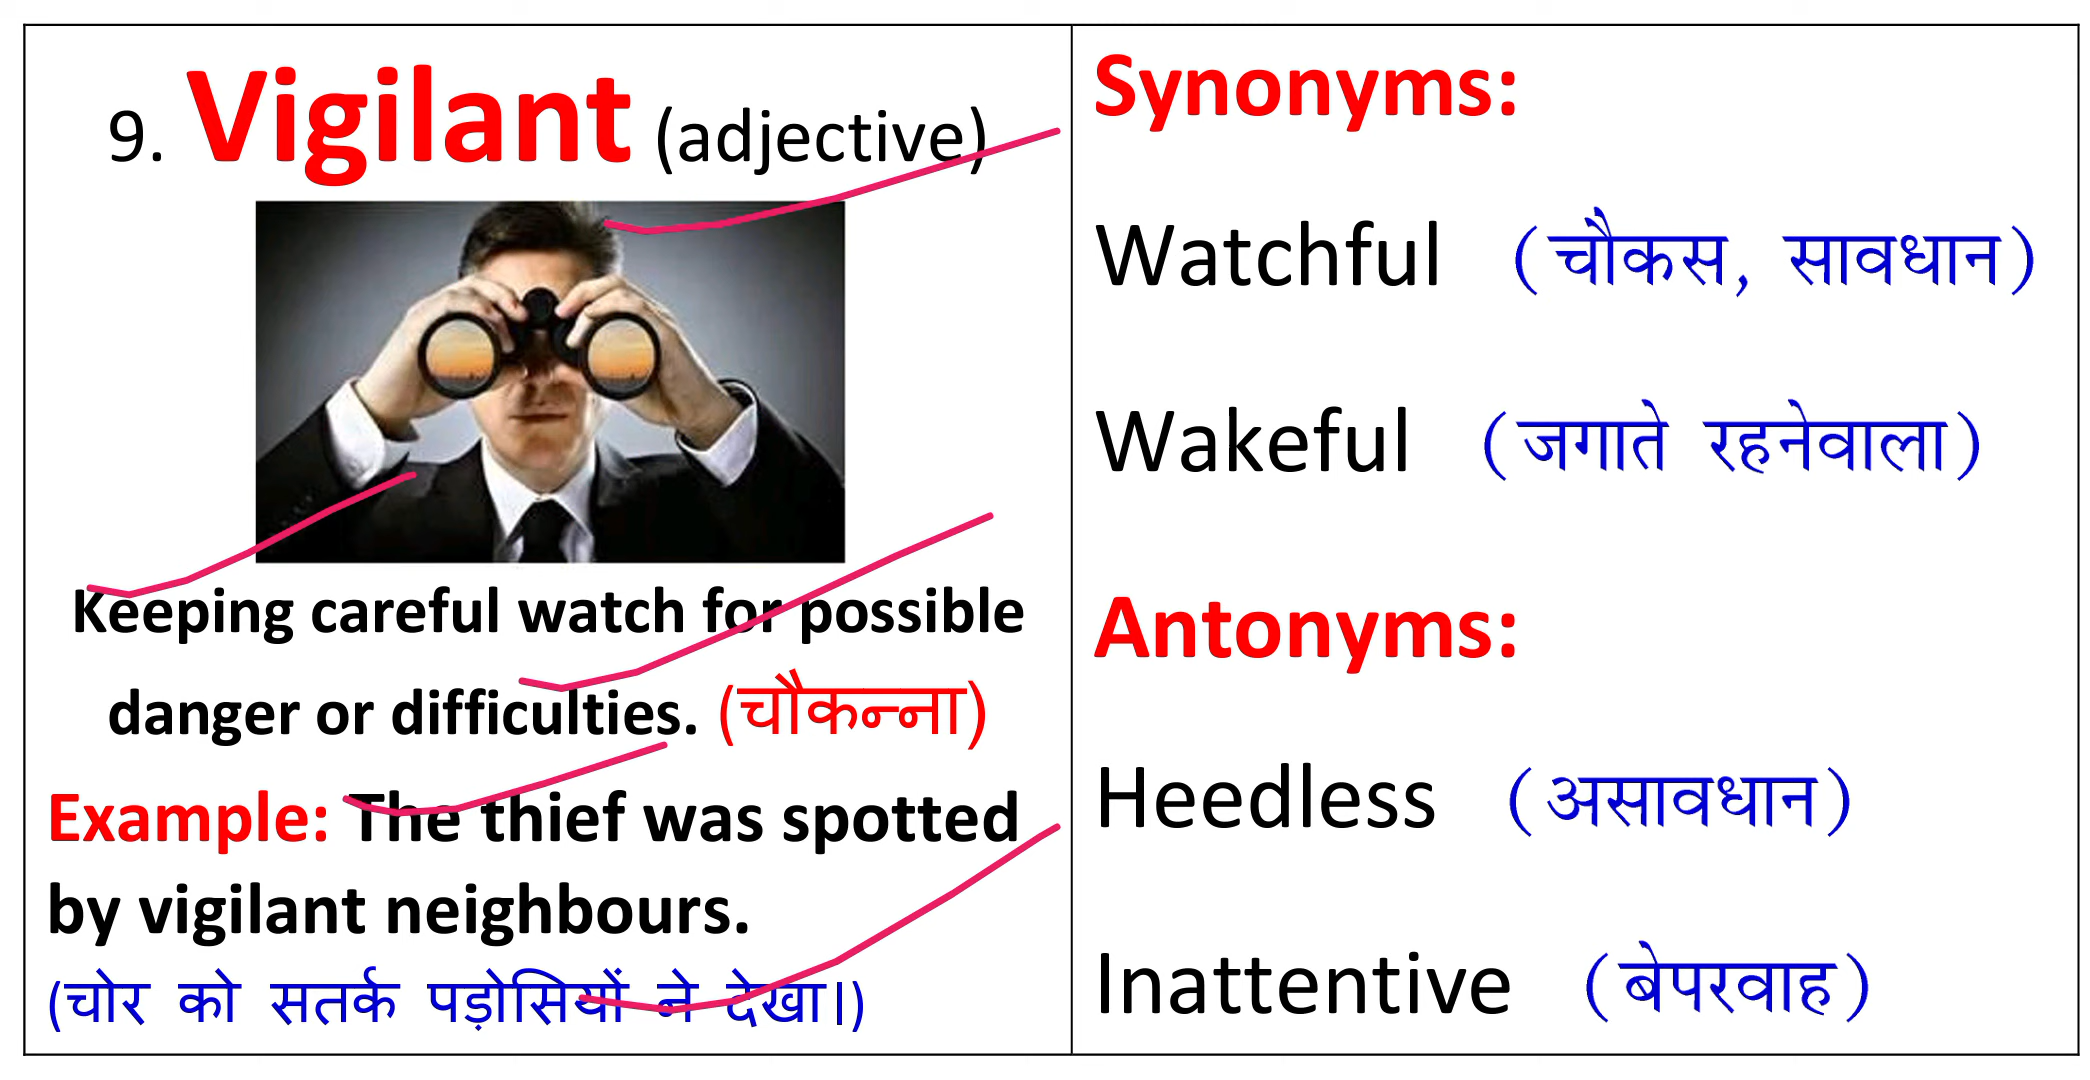 9. Vigilant (adjective)
Keeping careful watch for possible
danger or difficulties. (चौकन्ना)
Example: The thief was spotted
by vigilant neighbours.
(चोर को सतर्क पड़ोसियों ने देखा।)
Synonyms:
Watchful (चौकस, सावधान)
Wakeful (जगाते रहनेवाला)
Antonyms:
Heedless (असावधान)
Inattentive (बेपरवाह)